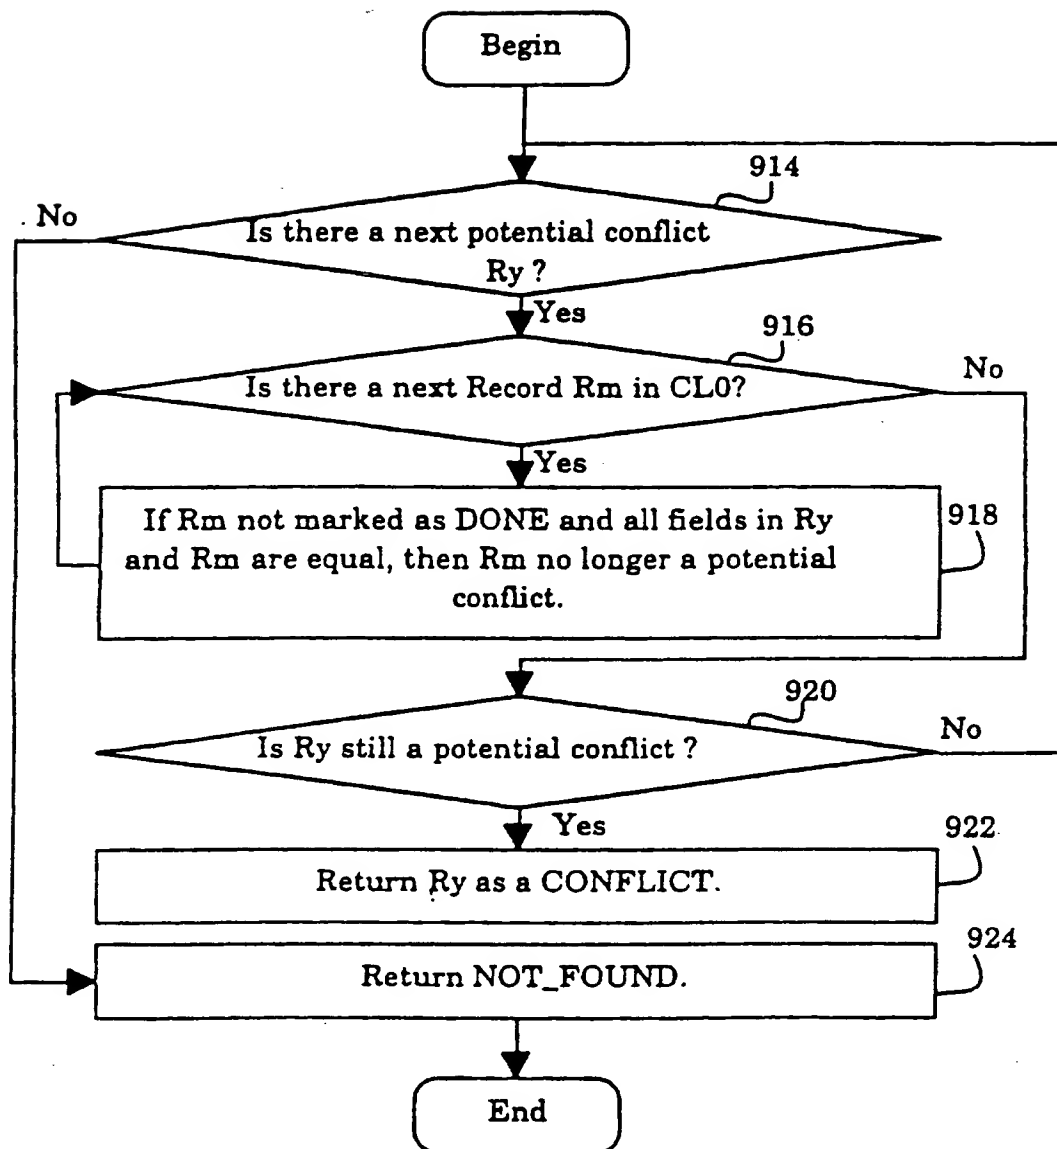 Begin
914
No
Is there a next potential conflict
Ry ?
Yes
916
Is there a next Record Rm in CL0?
No
Yes
If Rm not marked as DONE and all fields in Ry
and Rm are equal, then Rm no longer a potential
conflict.
918
920
Is Ry still a potential conflict ?
No
Yes
922
Return Ry as a CONFLICT.
924
Return NOT_FOUND.
End